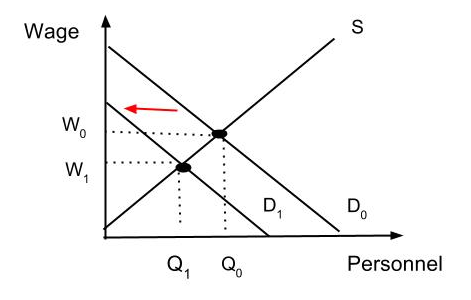 Wage
S
W₀
W₁
D₁
D₀
Q₁
Q₀
Personnel